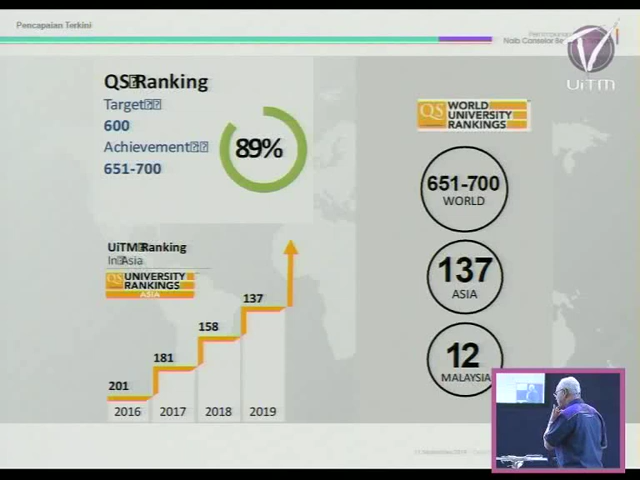 Pencapaian Terkini
Naib Canselor
UiTM
QS Ranking
Target
600
Achievement
651-700
89%
QS WORLD
UNIVERSITY
RANKINGS
651-700
WORLD
137
ASIA
12
MALAYSIA
UiTM Ranking
In Asia
QS UNIVERSITY
RANKINGS
ASIA
201
181
158
137
2016
2017
2018
2019